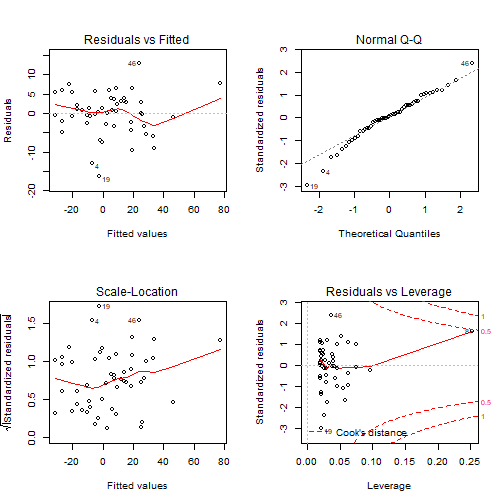 Residuals vs Fitted
Residuals
-20 -10 0 5 15
-20 0 20 40 60 80
Fitted values
46
4
19
Normal Q-Q
Standardized residuals
-3 -2 -1 0 1 2 3
-2 -1 0 1 2
Theoretical Quantiles
46
4
19
Scale-Location
√|Standardized residuals|
0.0 0.5 1.0 1.5
-20 0 20 40 60 80
Fitted values
19
4
46
Residuals vs Leverage
Standardized residuals
-3 -2 -1 0 1 2 3
0.00 0.05 0.10 0.15 0.20 0.25
Leverage
46
19
Cook's distance
1
0.5
0.5
1